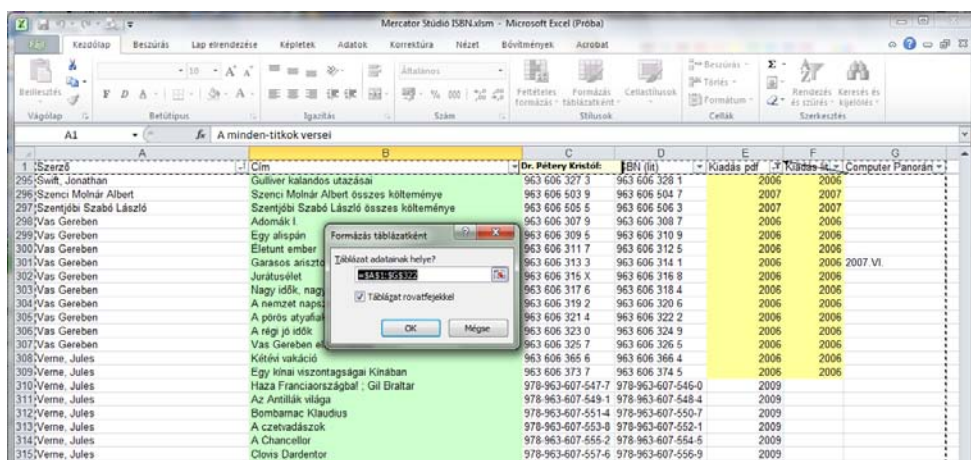 Mercator Stúdió ISBN.xlsm - Microsoft Excel (Próba)
Fájl Kezdőlap Beszúrás Lap elrendezése Képletek Adatok Korrektúra Nézet Bővítmények Acrobat
Beillesztés
10 A A Általános
F D A
% 000
Feltételes formázás Formázás táblázatként Cellastílusok
Beszúrás
Törlés
Formátum
Σ
Rendezés és szűrés Keresés és kijelölés
Vágólap Betűtípus Igazítás Szám Stílusok Cellák Szerkesztés
A1 fx A minden-titkok versei
A B C D E F G
1 Szerző Cím Dr. Pétery Kristóf: ISBN (lit) Kiadás pdf Kiadás lit. Computer Panorán
295 Swift, Jonathan Gulliver kalandos utazásai 963 606 327 3 963 606 328 1 2006 2006
296 Szenci Molnár Albert Szenci Molnár Albert összes költeménye 963 606 503 9 963 606 504 7 2007 2007
297 Szentjóbi Szabó László Szentjóbi Szabó László összes költeménye 963 606 505 5 963 606 506 3 2007 2007
298 Vas Gereben Adomák I. 963 606 307 9 963 606 308 7 2006 2006
299 Vas Gereben Egy alispán 963 606 309 5 963 606 310 9 2006 2006
300 Vas Gereben Életunt ember 963 606 311 7 963 606 312 5 2006 2006
301 Vas Gereben Garasos ariszto 963 606 313 3 963 606 314 1 2006 2006 2007.VI.
302 Vas Gereben Jurátusélet 963 606 315 X 963 606 316 8 2006 2006
303 Vas Gereben Nagy idők, nagy 963 606 317 6 963 606 318 4 2006 2006
304 Vas Gereben A nemzet napsz 963 606 319 2 963 606 320 6 2006 2006
305 Vas Gereben A pörös atyafiak 963 606 321 4 963 606 322 2 2006 2006
306 Vas Gereben A régi jó idők 963 606 323 0 963 606 324 9 2006 2006
307 Vas Gereben Vas Gereben el 963 606 325 7 963 606 326 5 2006 2006
308 Verne, Jules Kétévi vakáció 963 606 365 6 963 606 366 4 2006 2006
309 Verne, Jules Egy kínai viszontagságai Kínában 963 606 373 7 963 606 374 5 2006 2006
310 Verne, Jules Haza Franciaországba! ; Gil Braltar 978-963-607-547-7 978-963-607-546-0 2009
311 Verne, Jules Az Antillák világa 978-963-607-549-1 978-963-607-548-4 2009
312 Verne, Jules Bombarnac Klaudius 978-963-607-551-4 978-963-607-550-7 2009
313 Verne, Jules A czetvadászok 978-963-607-553-8 978-963-607-552-1 2009
314 Verne, Jules A Chancellor 978-963-607-555-2 978-963-607-554-5 2009
315 Verne, Jules Clovis Dardentor 978-963-607-557-6 978-963-607-556-9 2009
Formázás táblázatként
Táblázat adatainak helye?
=$A$1:$G$322
Táblázat rovatfejekkel
OK Mégse